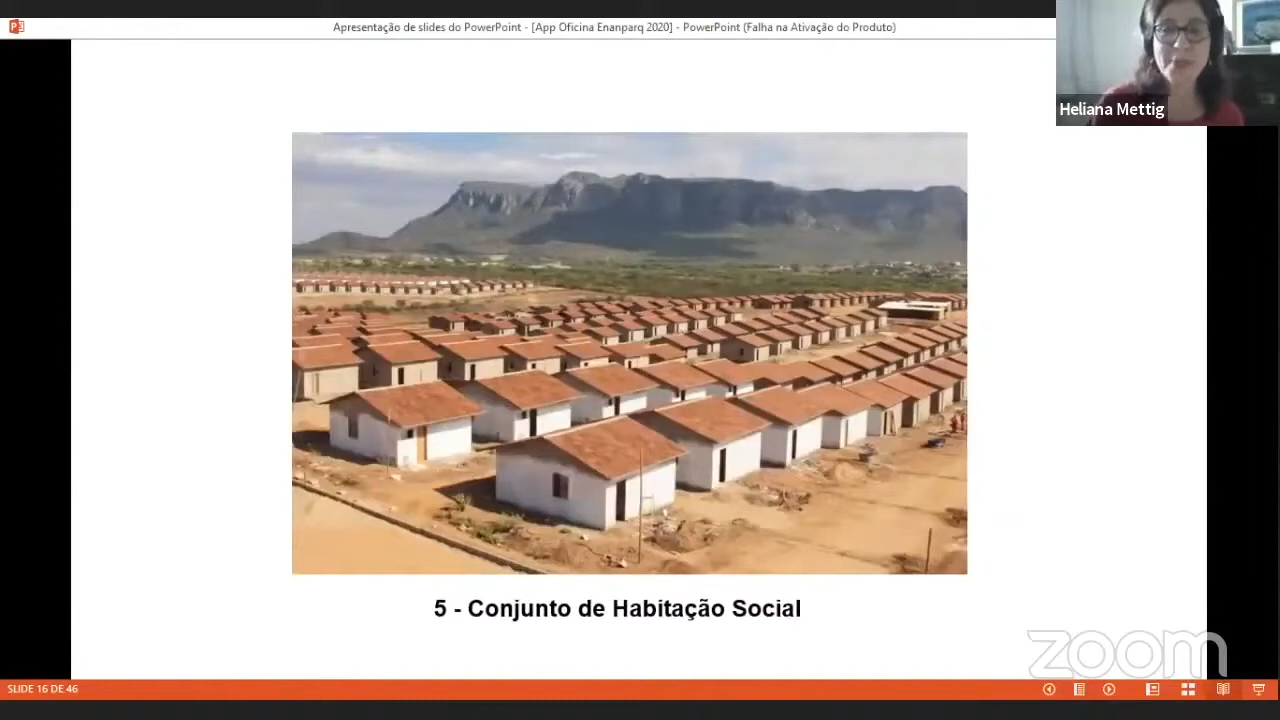 Apresentação de slides do PowerPoint - [App Oficina Enanparq 2020] - PowerPoint (Falha na Ativação do Produto)
Heliana Mettig
5 - Conjunto de Habitação Social
zoom
SLIDE 16 DE 46